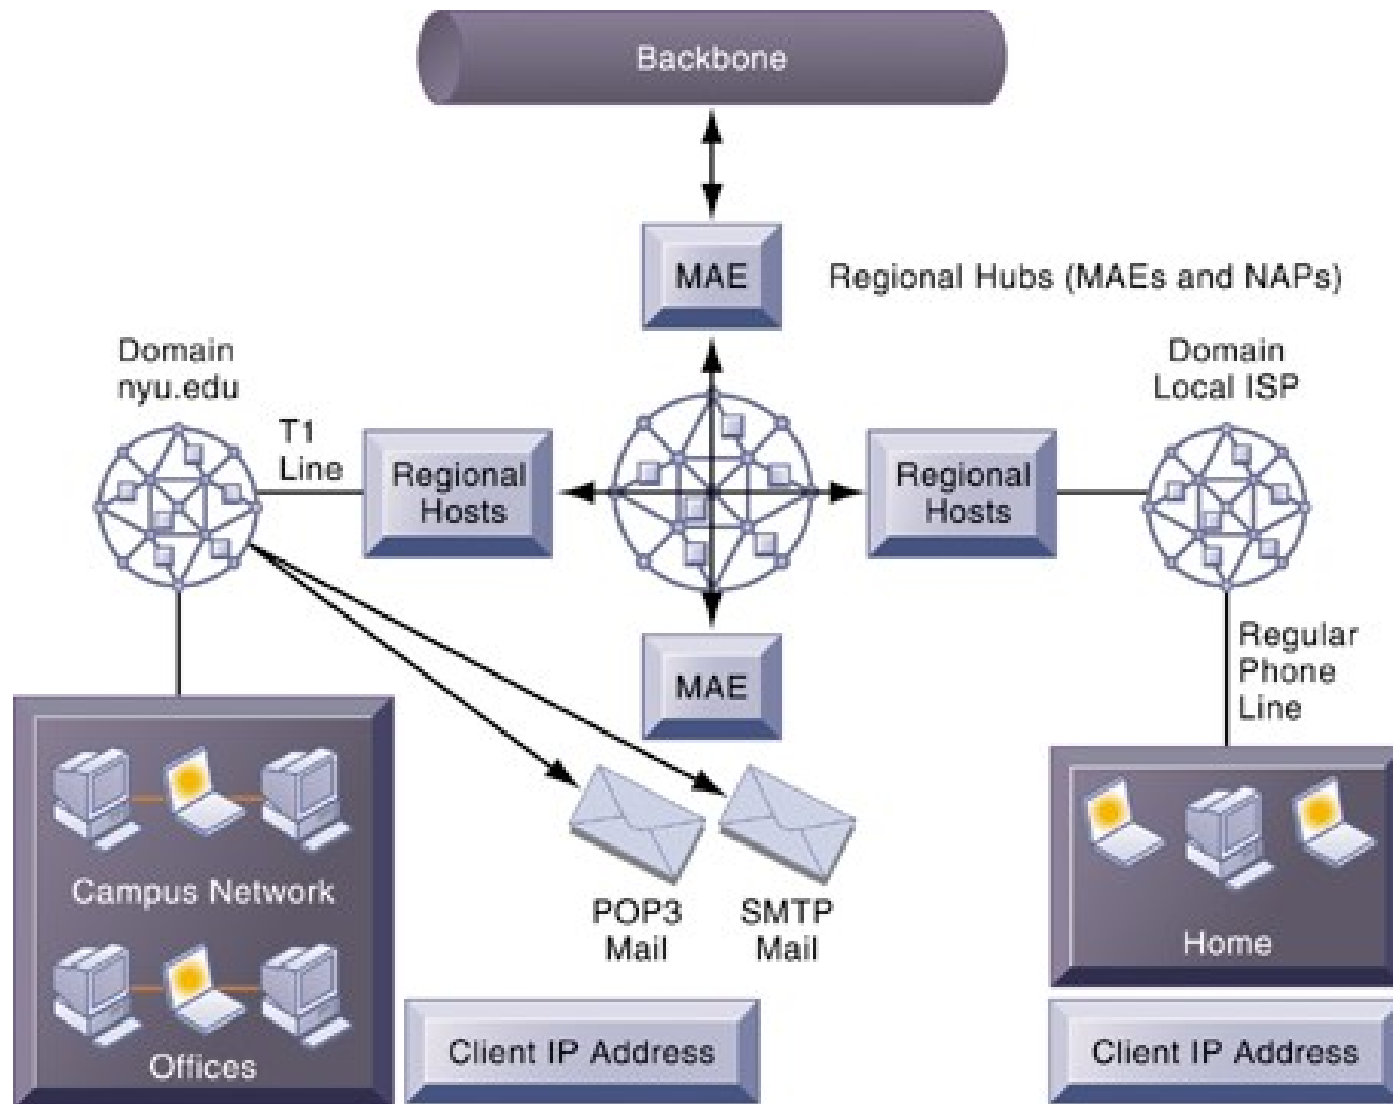 Backbone
MAE
Regional Hubs (MAEs and NAPs)
Domain
nyu.edu
Domain
Local ISP
T1
Line
Regional
Hosts
Regional
Hosts
MAE
Regular
Phone
Line
Campus Network
POP3
Mail
SMTP
Mail
Home
Offices
Client IP Address
Client IP Address